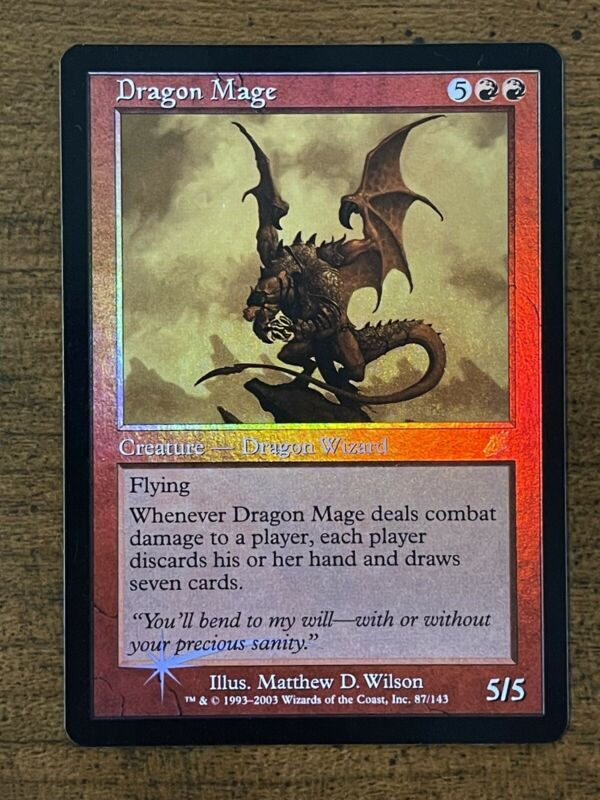 Dragon Mage 5
Creature — Dragon Wizard
Flying
Whenever Dragon Mage deals combat
damage to a player, each player
discards his or her hand and draws
seven cards.
“You’ll bend to my will—with or without
your precious sanity.”
Illus. Matthew D. Wilson
™ & © 1993–2003 Wizards of the Coast, Inc. 87/143
5/5